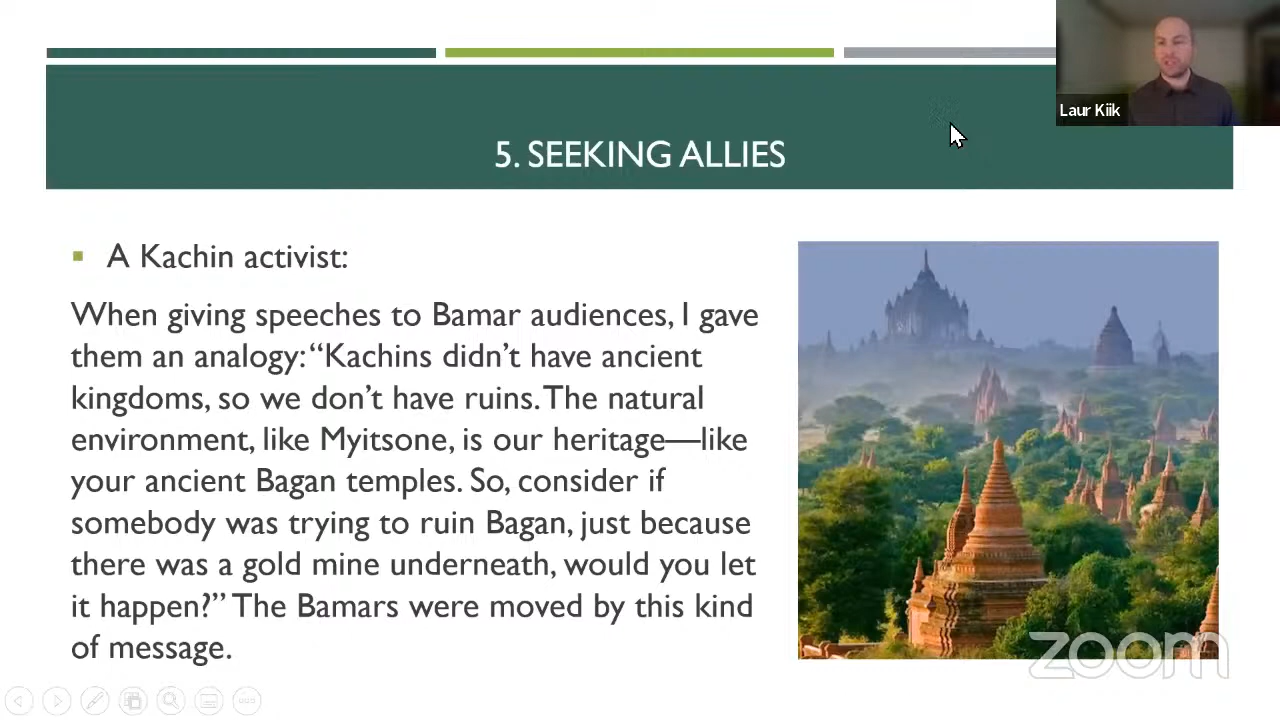 Laur Kiik
5. SEEKING ALLIES
A Kachin activist:
When giving speeches to Bamar audiences, I gave
them an analogy: “Kachins didn’t have ancient
kingdoms, so we don’t have ruins. The natural
environment, like Myitsone, is our heritage—like
your ancient Bagan temples. So, consider if
somebody was trying to ruin Bagan, just because
there was a gold mine underneath, would you let
it happen?” The Bamars were moved by this kind
of message.
zoom